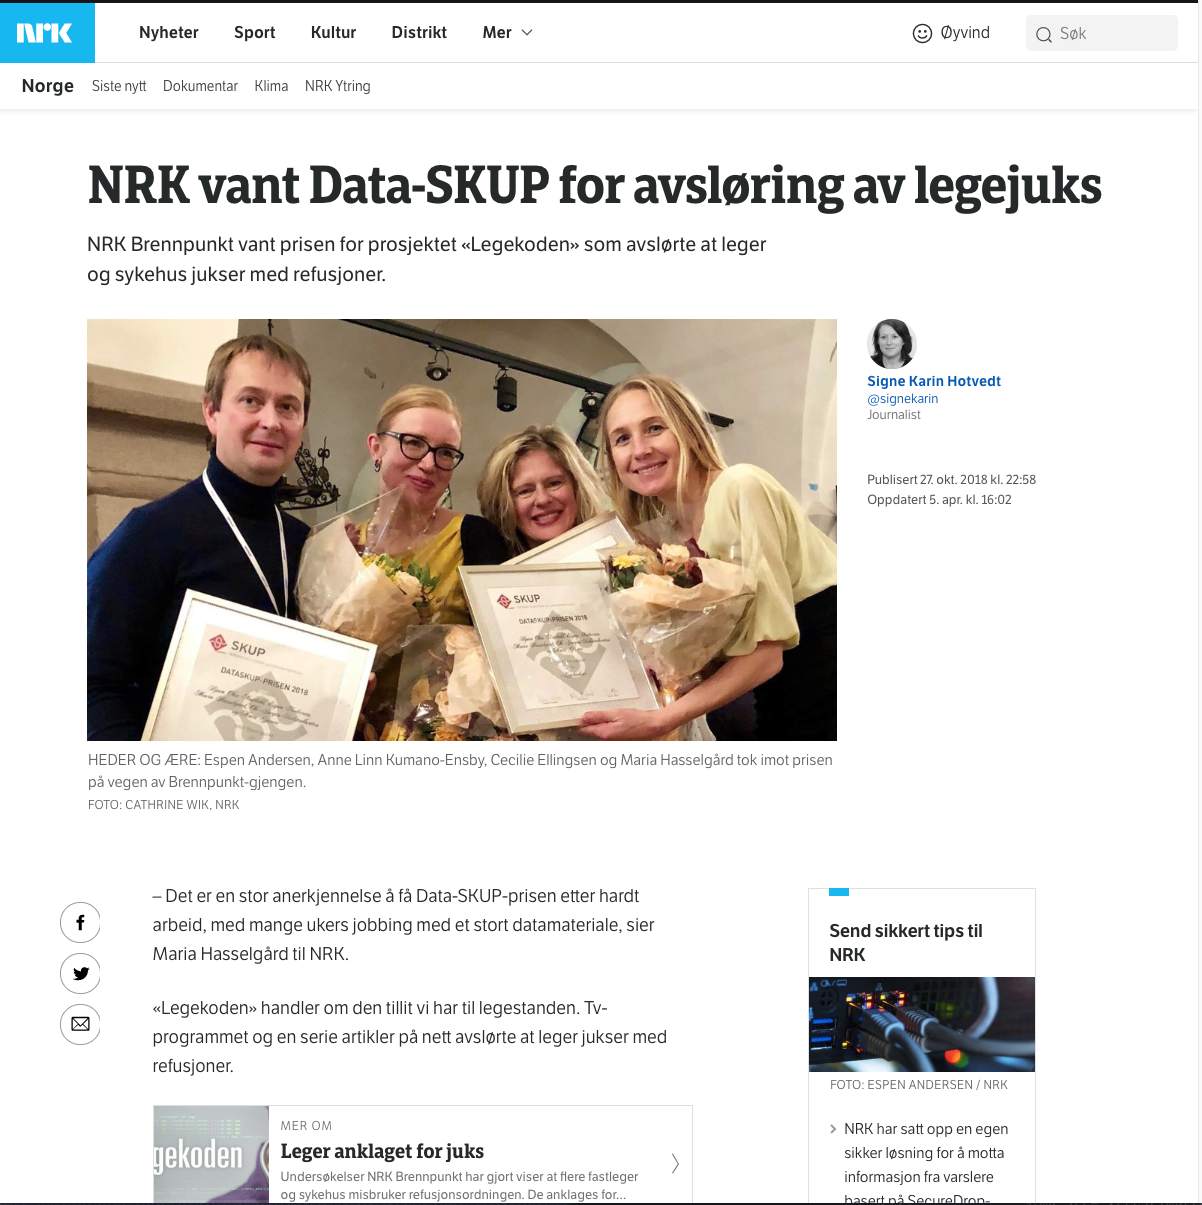 NRK
Nyheter Sport Kultur Distrikt Mer Øyvind Søk
Norge Siste nytt Dokumentar Klima NRK Ytring
NRK vant Data-SKUP for avsløring av legejuks
NRK Brennpunkt vant prisen for prosjektet «Legekoden» som avslørte at leger
og sykehus jukser med refusjoner.
SKUP
DATASKUP-PRISEN 2018
SKUP
DATASKUP-PRISEN 2018
Signe Karin Hotvedt
@signekarin
Journalist
Publisert 27. okt. 2018 kl. 22:58
Oppdatert 5. apr. kl. 16:02
HEDER OG ÆRE: Espen Andersen, Anne Linn Kumano-Ensby, Cecilie Ellingsen og Maria Hasselgård tok imot prisen
på vegen av Brennpunkt-gjengen.
FOTO: CATHRINE WIK, NRK
– Det er en stor anerkjennelse å få Data-SKUP-prisen etter hardt
arbeid, med mange ukers jobbing med et stort datamateriale, sier
Maria Hasselgård til NRK.
«Legekoden» handler om den tillit vi har til legestanden. Tv-
programmet og en serie artikler på nett avslørte at leger jukser med
refusjoner.
gekoden
MER OM
Leger anklaget for juks
Undersøkelser NRK Brennpunkt har gjort viser at flere fastleger
og sykehus misbruker refusjonsordningen. De anklages for...
Send sikkert tips til
NRK
FOTO: ESPEN ANDERSEN / NRK
NRK har satt opp en egen
sikker løsning for å motta
informasjon fra varslere
basert på SecureDrop-